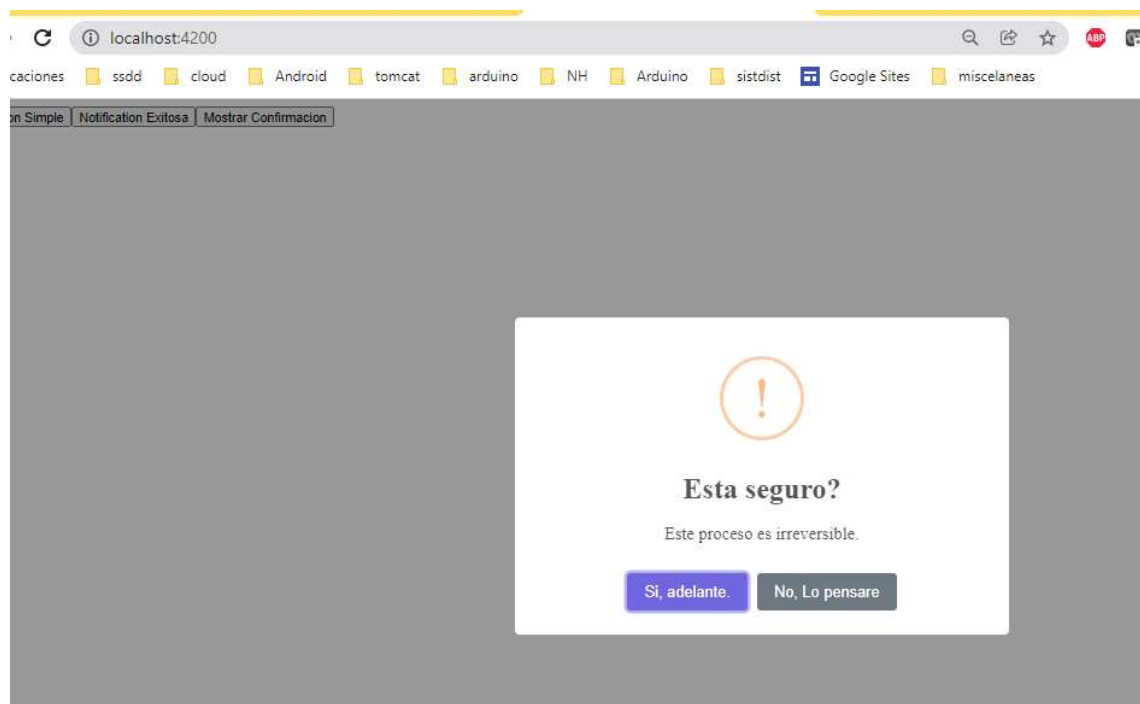 localhost:4200
ABP
caciones ssdd cloud Android tomcat arduino NH Arduino sistdist Google Sites miscelaneas
on Simple Notification Exitosa Mostrar Confirmacion
!
Esta seguro?
Este proceso es irreversible.
Si, adelante. No, Lo pensare